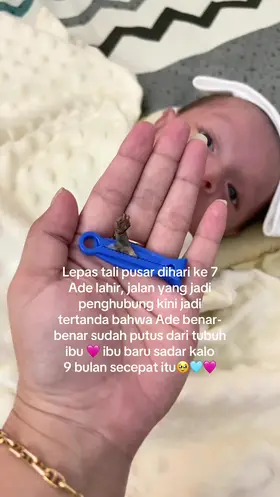 Lepas tali pusar dihari ke 7
Ade lahir, jalan yang jadi
penghubung kini jadi
tertanda bahwa Ade benar-
benar sudah putus dari tubuh
ibu 💜 ibu baru sadar kalo
9 bulan secepat itu🥺🩵💜